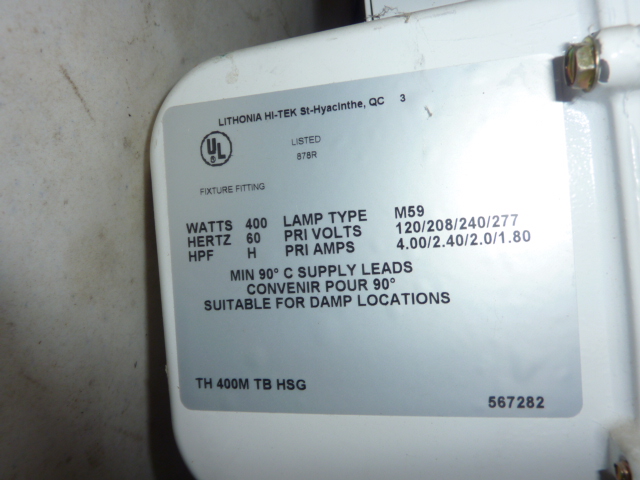 LITHONIA HI-TEK St-Hyacinthe, QC 3
UL
LISTED
878R
FIXTURE FITTING
WATTS 400 LAMP TYPE M59
HERTZ 60 PRI VOLTS 120/208/240/277
HPF H PRI AMPS 4.00/2.40/2.0/1.80
MIN 90° C SUPPLY LEADS
CONVENIR POUR 90°
SUITABLE FOR DAMP LOCATIONS
TH 400M TB HSG
567282